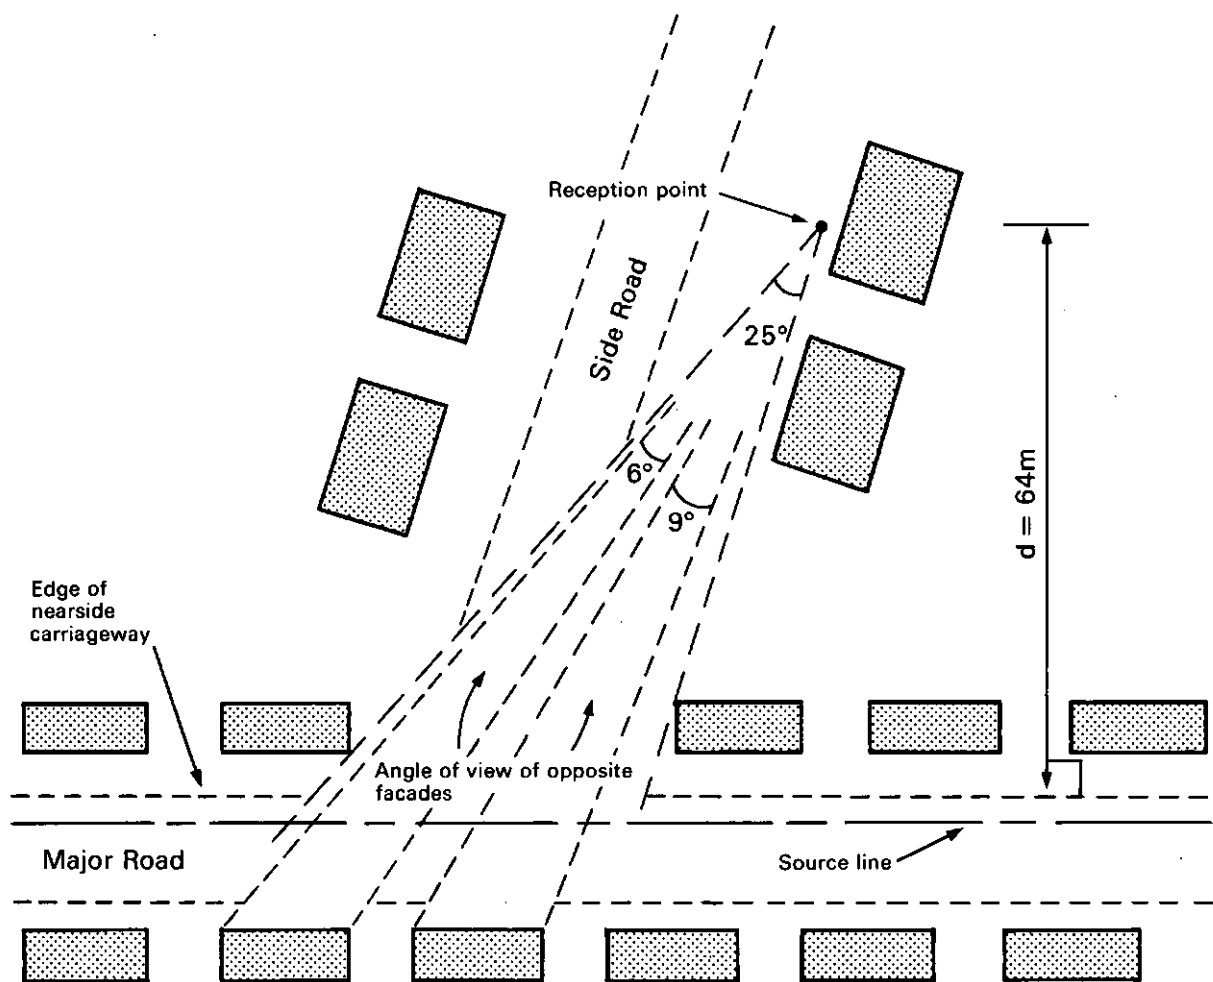 Reception point
Side Road
25°
6°
9°
d = 64m
Edge of
nearside
carriageway
Angle of view of opposite
facades
Major Road
Source line